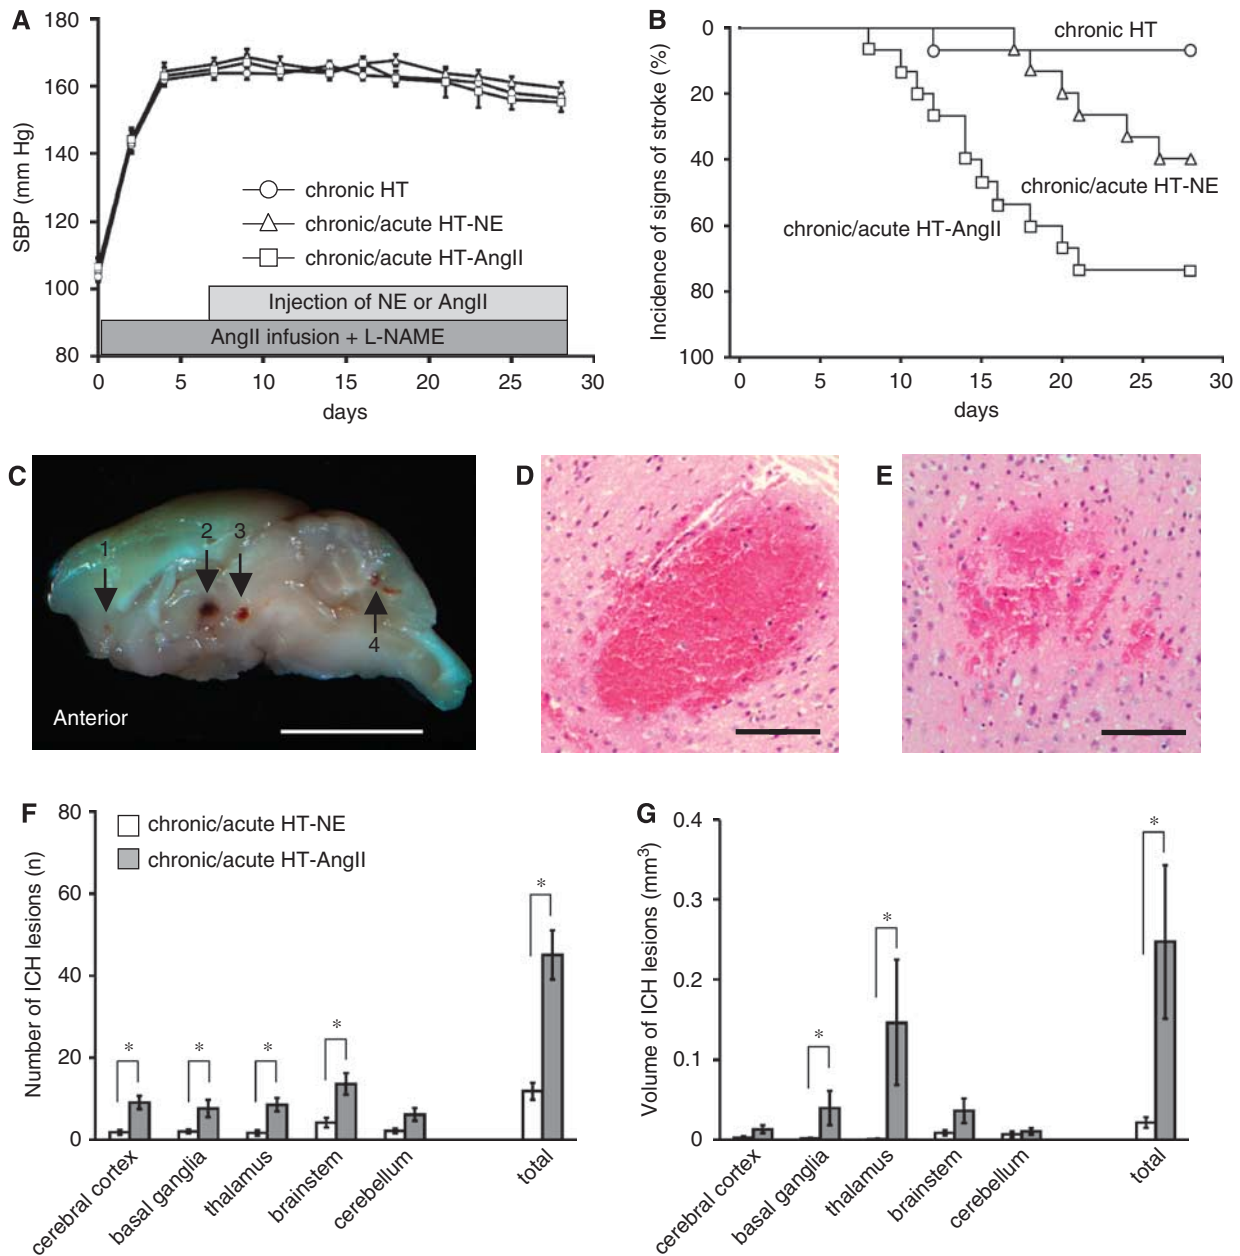 A
SBP (mm Hg)
180
160
140
120
100
80
chronic HT
chronic/acute HT-NE
chronic/acute HT-AngII
Injection of NE or AngII
AngII infusion + L-NAME
0 5 10 15 20 25 30
days
B
Incidence of signs of stroke (%)
0
20
40
60
80
100
chronic HT
chronic/acute HT-NE
chronic/acute HT-AngII
0 5 10 15 20 25 30
days
C
1
2
3
4
Anterior
D
E
F
Number of ICH lesions (n)
80
60
40
20
0
chronic/acute HT-NE
chronic/acute HT-AngII
*
*
*
*
*
cerebral cortex
basal ganglia
thalamus
brainstem
cerebellum
total
G
Volume of ICH lesions (mm³)
0.4
0.3
0.2
0.1
0
*
*
*
cerebral cortex
basal ganglia
thalamus
brainstem
cerebellum
total